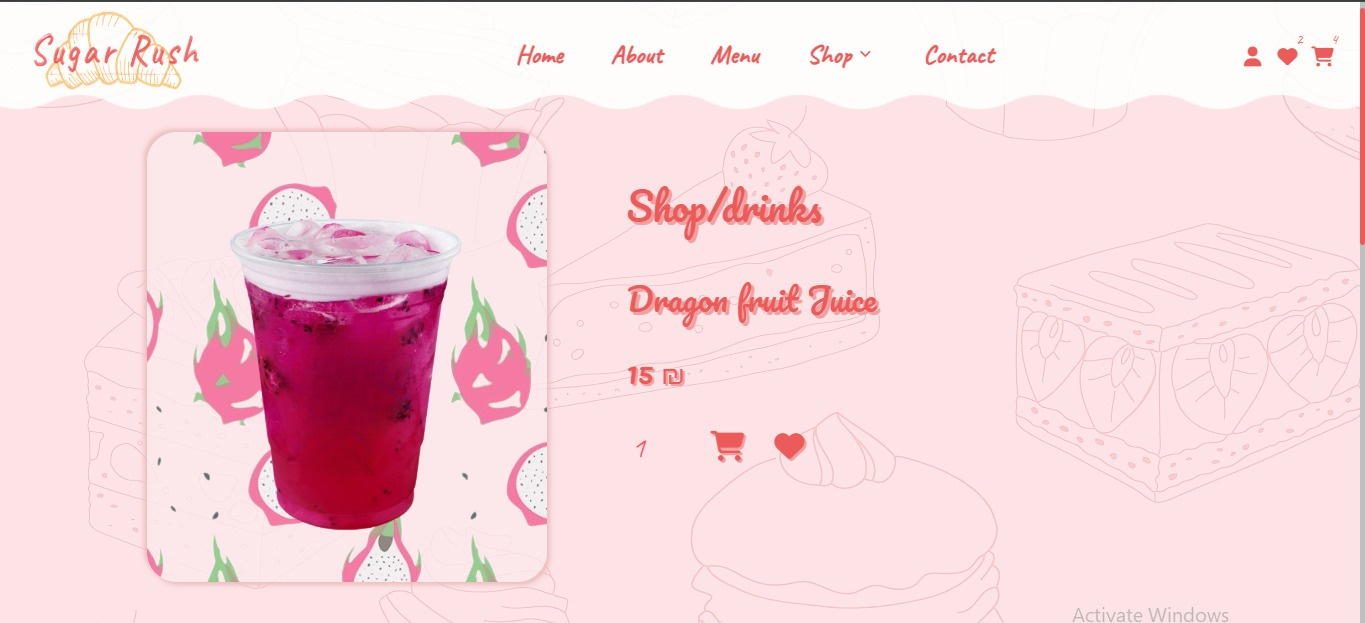 Sugar Rush
Home About Menu Shop Contact
2 4
Shop/drinks
Dragon fruit Juice
15 ₪
1
Activate Windows